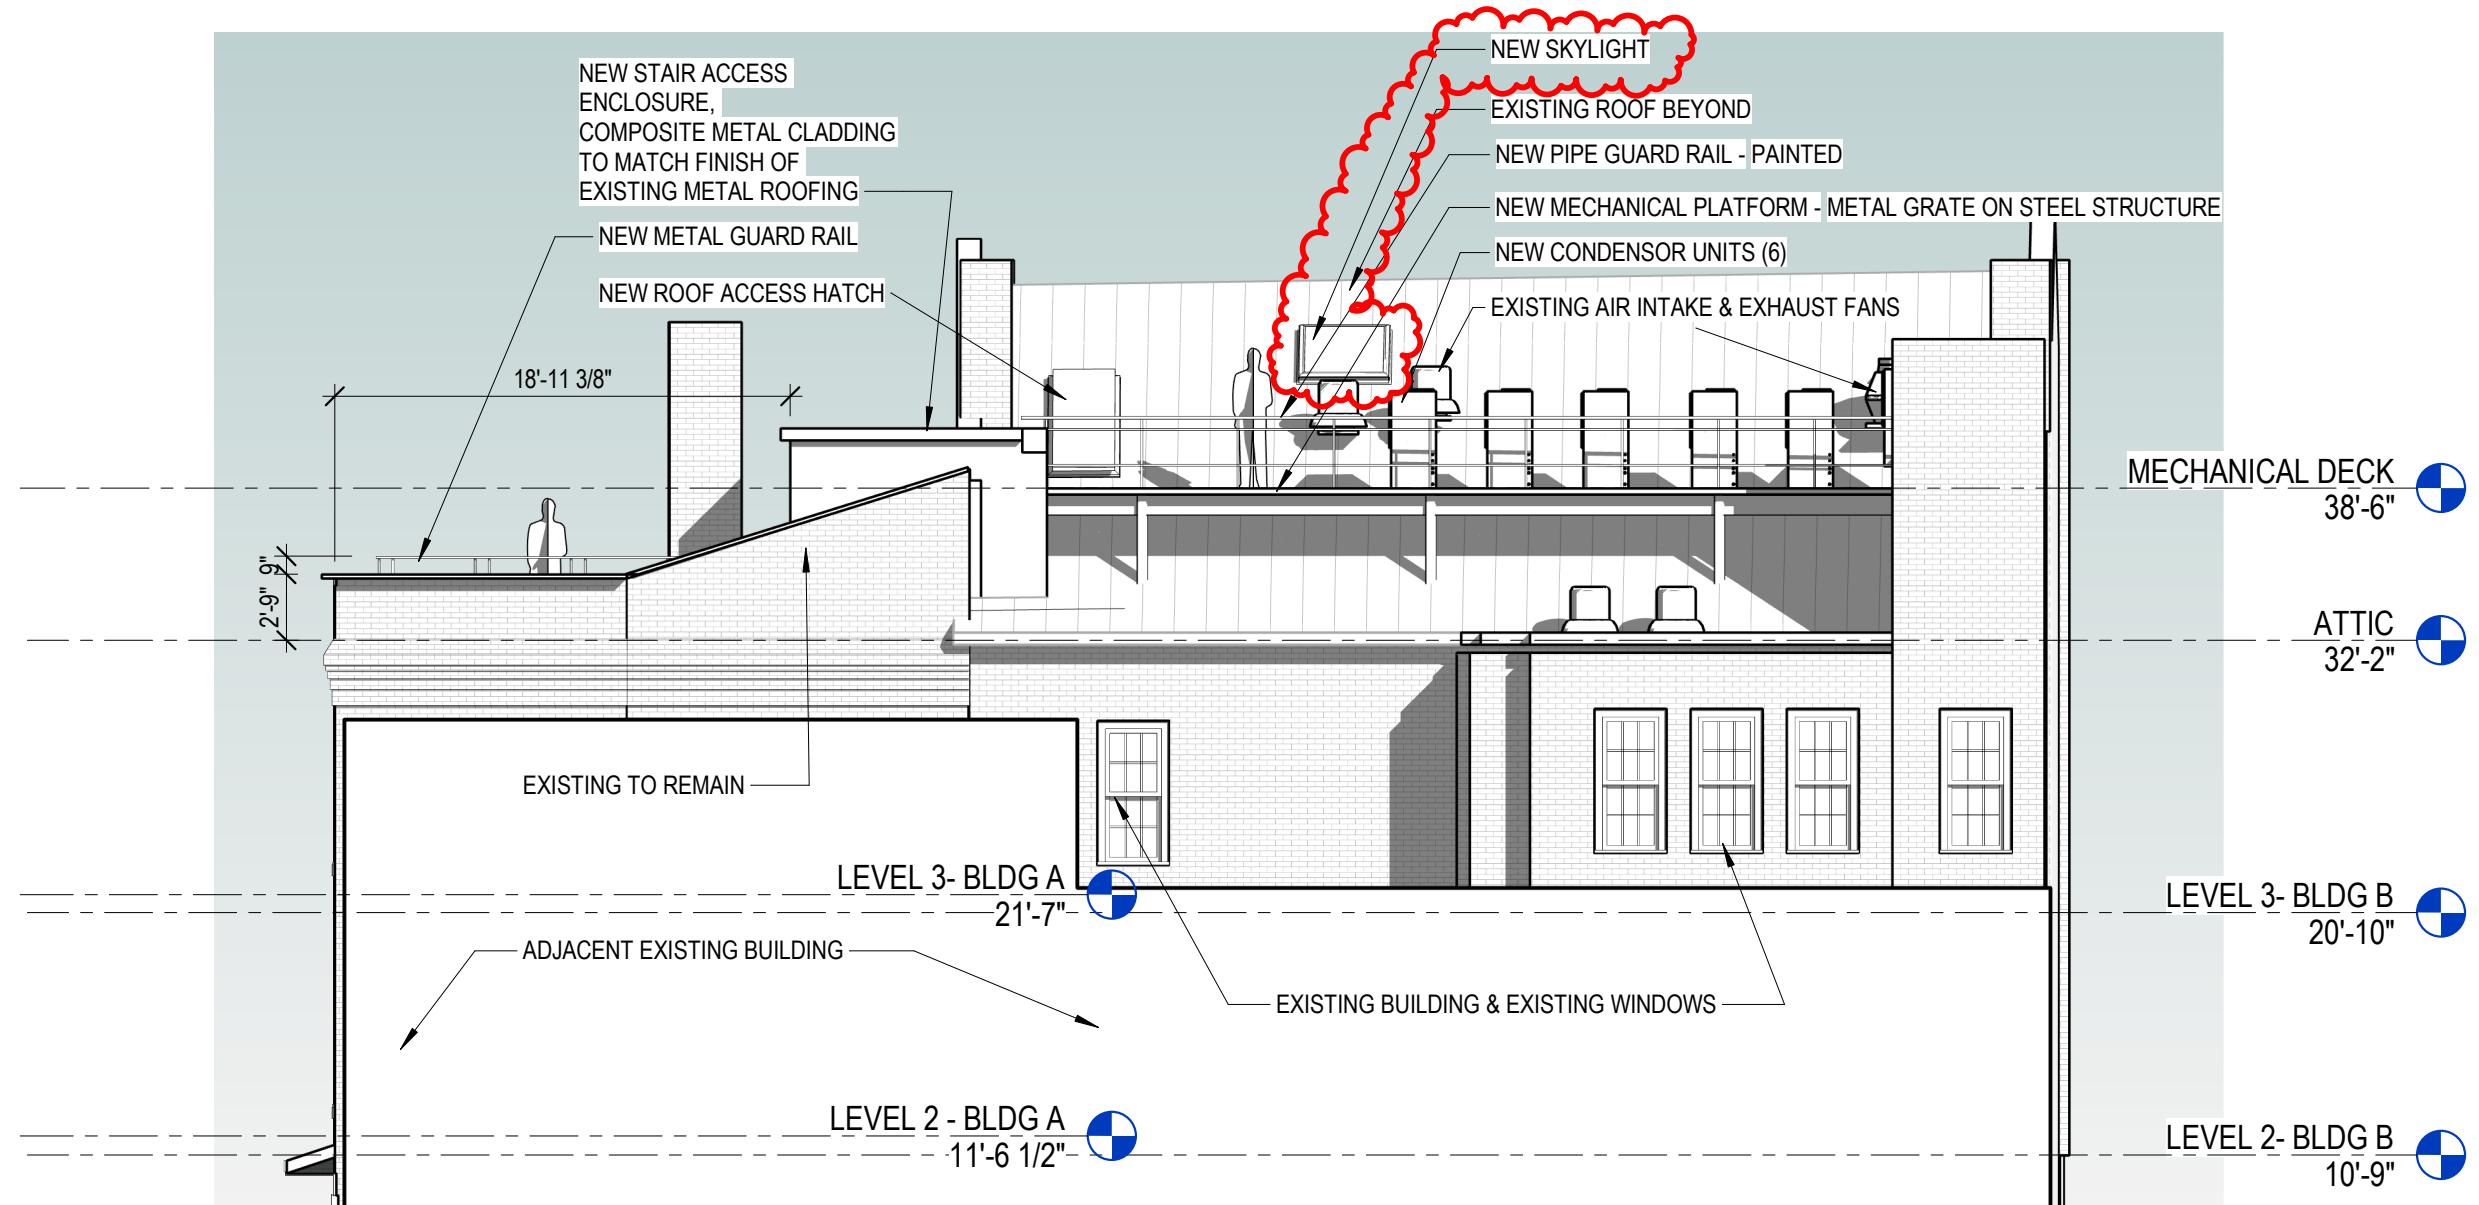 NEW SKYLIGHT
NEW STAIR ACCESS
ENCLOSURE,
COMPOSITE METAL CLADDING
TO MATCH FINISH OF
EXISTING METAL ROOFING
EXISTING ROOF BEYOND
NEW PIPE GUARD RAIL - PAINTED
NEW MECHANICAL PLATFORM - METAL GRATE ON STEEL STRUCTURE
NEW METAL GUARD RAIL
NEW CONDENSOR UNITS (6)
NEW ROOF ACCESS HATCH
EXISTING AIR INTAKE & EXHAUST FANS
18'-11 3/8"
MECHANICAL DECK
38'-6"
9"
2'-9"
ATTIC
32'-2"
EXISTING TO REMAIN
LEVEL 3- BLDG A
21'-7"
LEVEL 3- BLDG B
20'-10"
ADJACENT EXISTING BUILDING
EXISTING BUILDING & EXISTING WINDOWS
LEVEL 2 - BLDG A
11'-6 1/2"
LEVEL 2- BLDG B
10'-9"